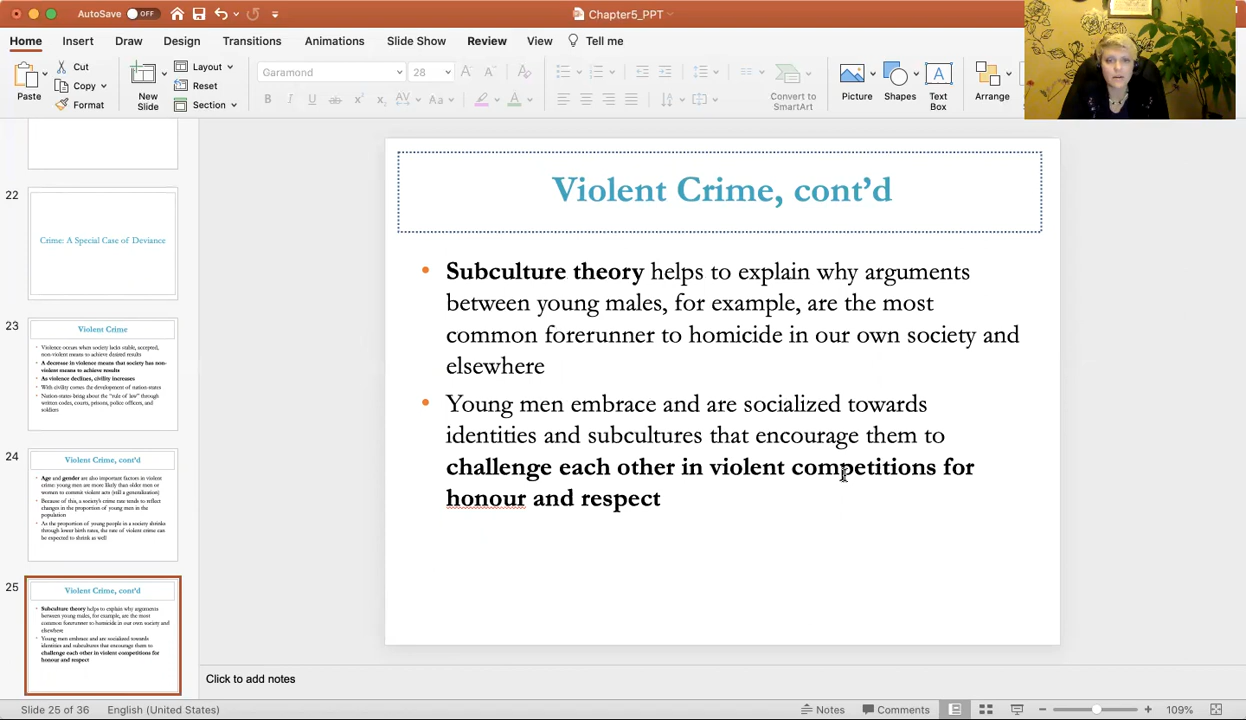 AutoSave OFF
Chapter5_PPT
Home Insert Draw Design Transitions Animations Slide Show Review View Tell me
Paste
Cut
Copy
Format
New Slide
Layout
Reset
Section
Garamond 28
Convert to SmartArt
Picture
Shapes
Text Box
Arrange
22
Crime: A Special Case of Deviance
23
Violent Crime
• Violence occurs when society lacks stable, accepted,
non-violent means to achieve desired results
• A decrease in violence means that society has non-
violent means to achieve results
• As violence declines, civility increases
• With civility comes the development of nation-states
• Nation-states bring about the "rule of law" through
written codes, courts, prisons, police officers, and
soldiers
24
Violent Crime, cont'd
• Age and gender are also important factors in violent
crime: young men are more likely than older men or
women to commit violent acts (still a generalization)
• Because of this, a society's crime rate tends to reflect
changes in the proportion of young men in the
population
• As the proportion of young people in a society shrinks
through lower birth rates, the rate of violent crime can
be expected to shrink as well
25
Violent Crime, cont'd
• Subculture theory helps to explain why arguments
between young males, for example, are the most
common forerunner to homicide in our own society and
elsewhere
• Young men embrace and are socialized towards
identities and subcultures that encourage them to
challenge each other in violent competitions for
honour and respect
Violent Crime, cont'd
• Subculture theory helps to explain why arguments
between young males, for example, are the most
common forerunner to homicide in our own society and
elsewhere
• Young men embrace and are socialized towards
identities and subcultures that encourage them to
challenge each other in violent competitions for
honour and respect
Click to add notes
Slide 25 of 36 English (United States) Notes Comments 109%